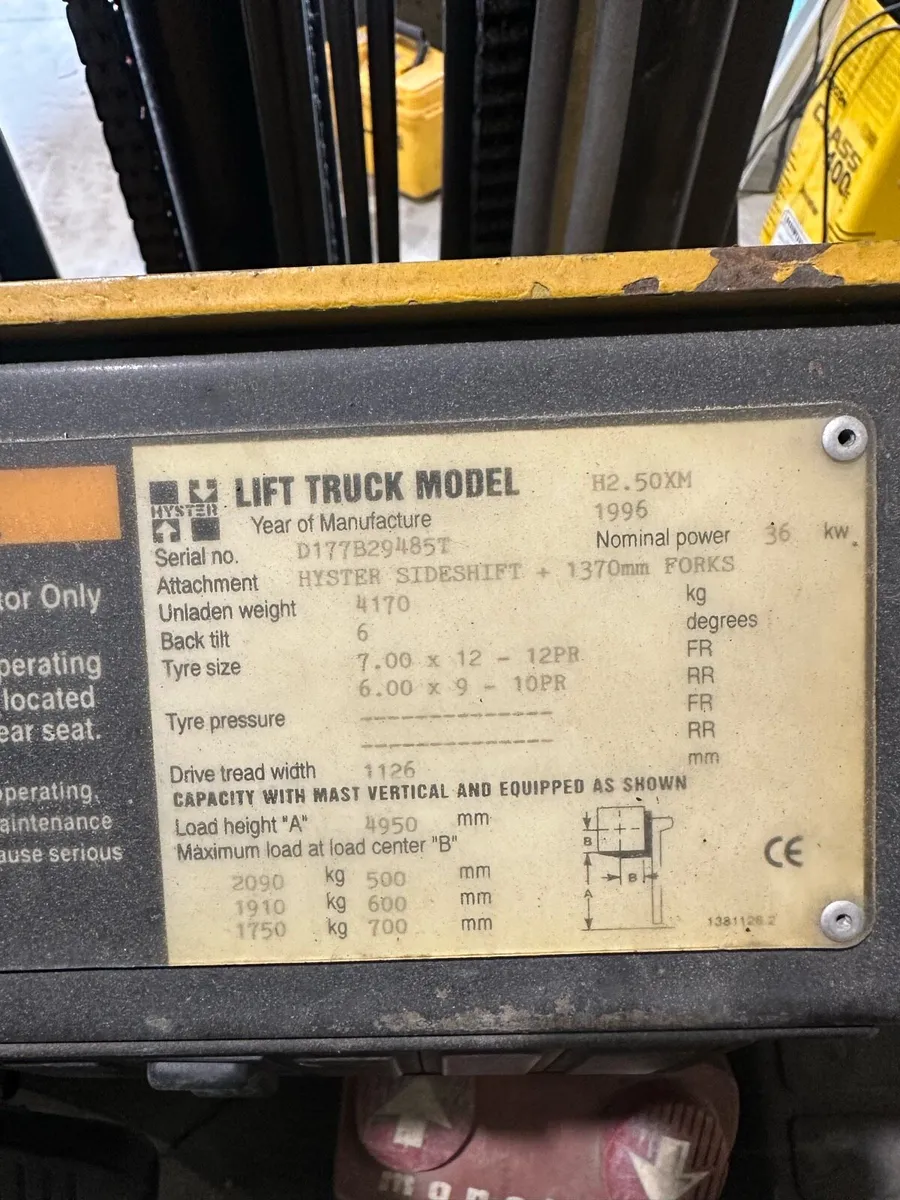 CLASS
400
tor Only
perating
located
ear seat.
operating,
aintenance
ause serious
HYSTER
LIFT TRUCK MODEL H2.50XM
Year of Manufacture 1996
Serial no. D177B29485T Nominal power 36 kw.
Attachment HYSTER SIDESHIFT + 1370mm FORKS
Unladen weight 4170 kg
Back tilt 6 degrees
Tyre size 7.00 x 12 - 12PR FR
6.00 x 9 - 10PR RR
Tyre pressure ---------------- FR
---------------- RR
Drive tread width 1126 mm
CAPACITY WITH MAST VERTICAL AND EQUIPPED AS SHOWN
Load height "A" 4950 mm
Maximum load at load center "B"
2090 kg 500 mm
1910 kg 600 mm
1750 kg 700 mm
B
B
A
CE